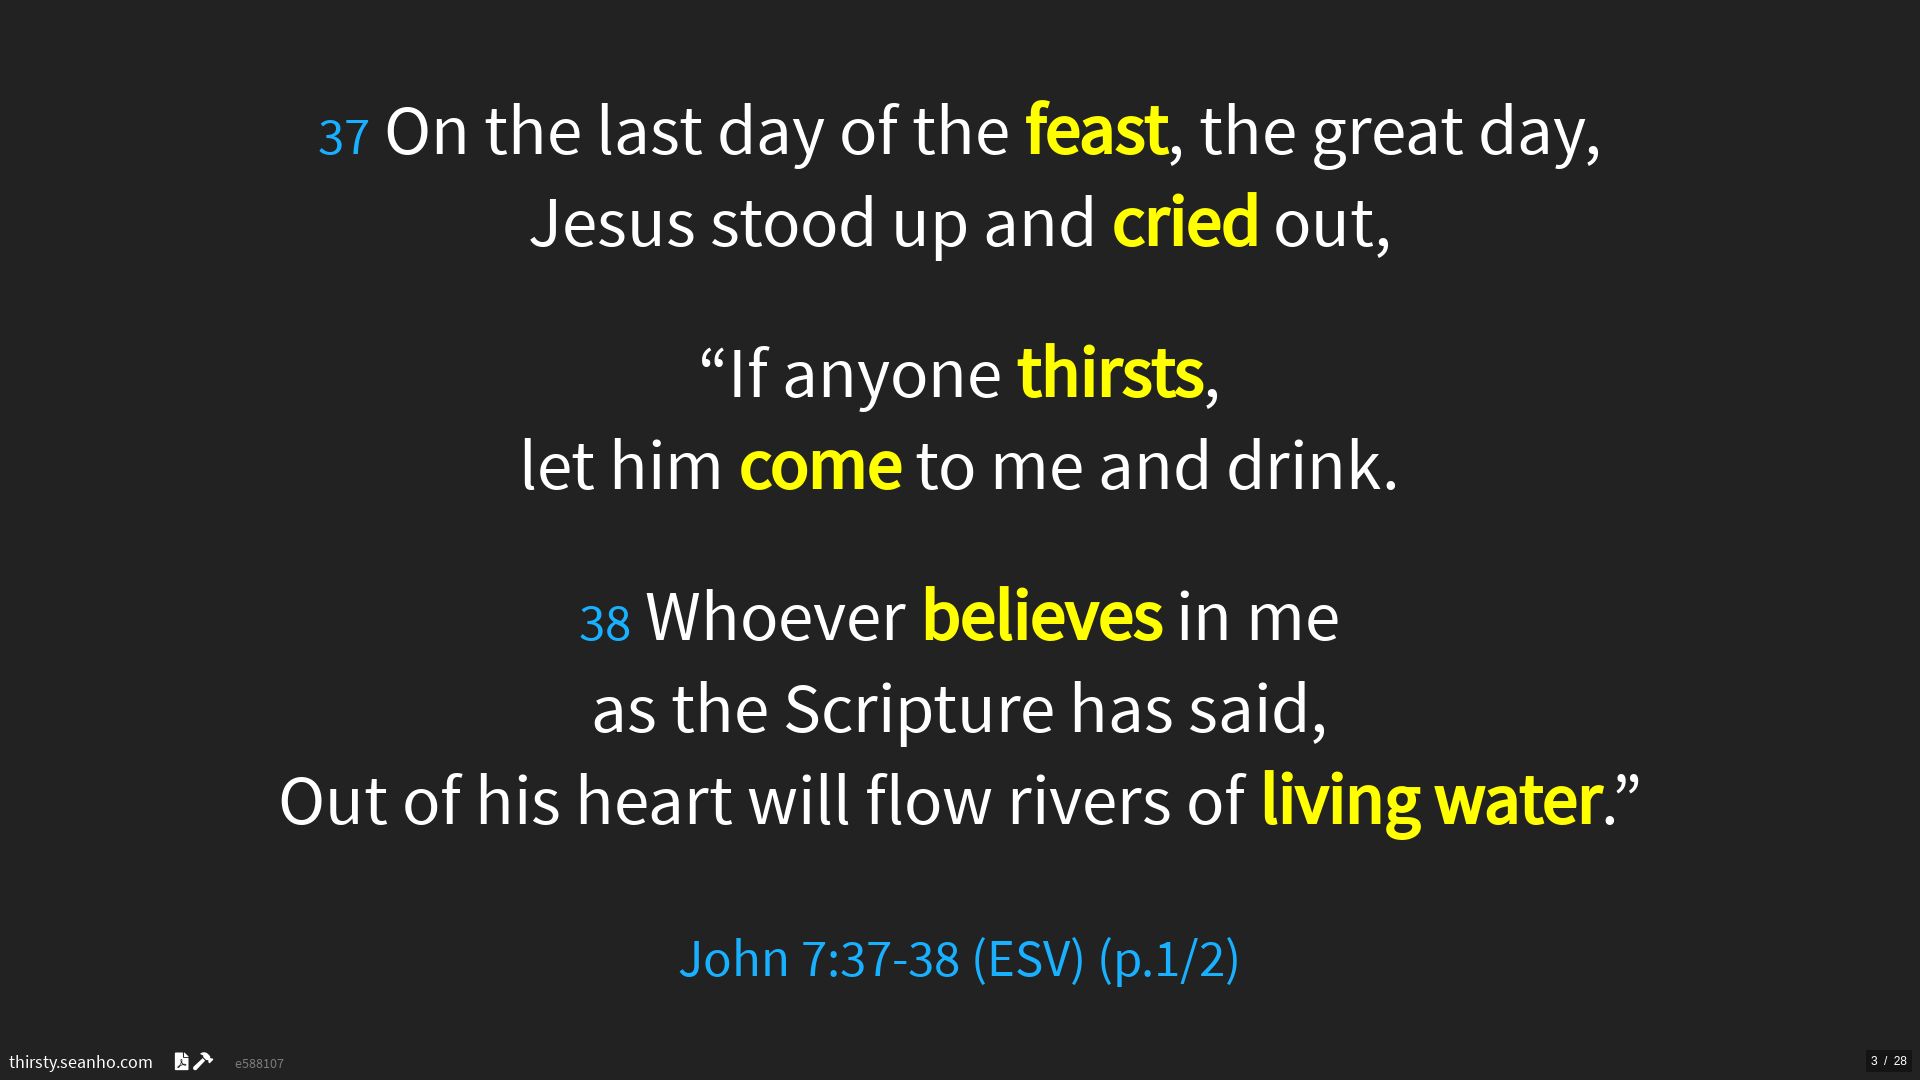 37 On the last day of the feast, the great day,
Jesus stood up and cried out,
“If anyone thirsts,
let him come to me and drink.
38 Whoever believes in me
as the Scripture has said,
Out of his heart will flow rivers of living water.”
John 7:37-38 (ESV) (p.1/2)
thirsty.seanho.com e588107
3 / 28